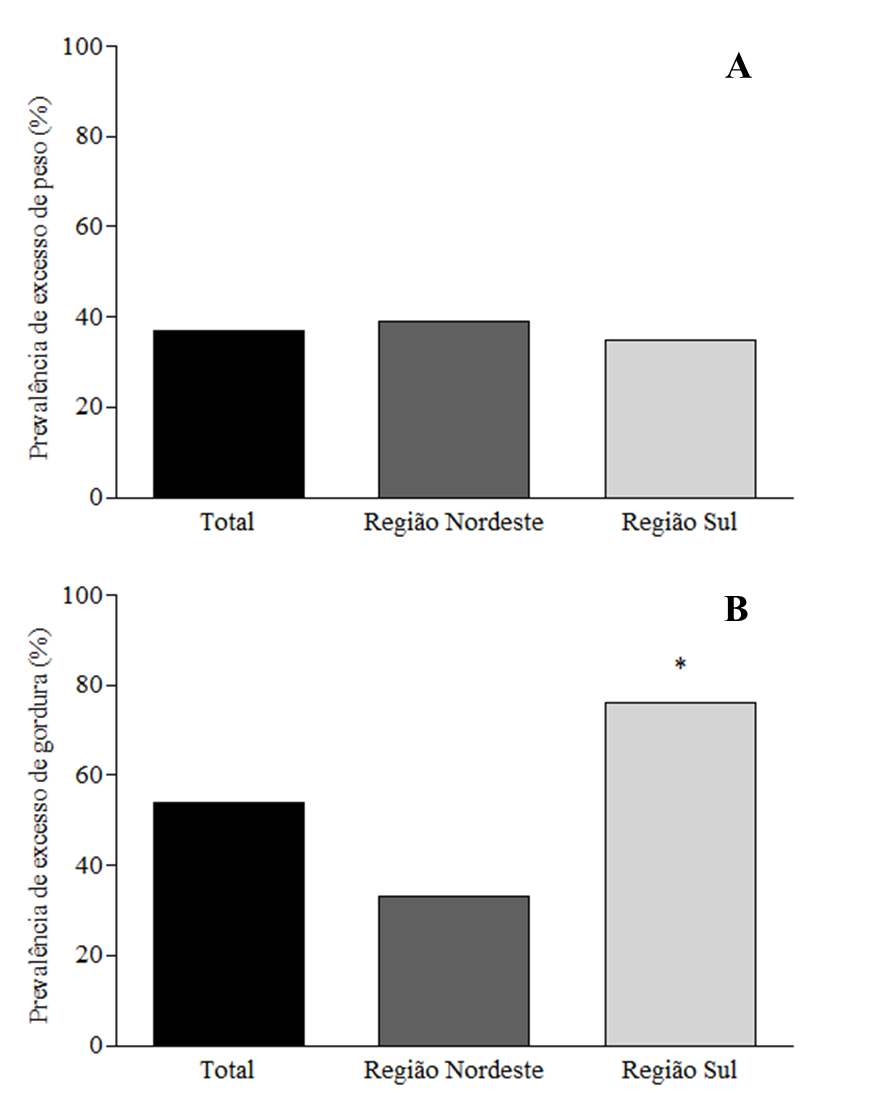 A
Prevalência de excesso de peso (%)
100
80
60
40
20
0
Total Região Nordeste Região Sul
B
Prevalência de excesso de gordura (%)
100
80
60
40
20
0
*
Total Região Nordeste Região Sul